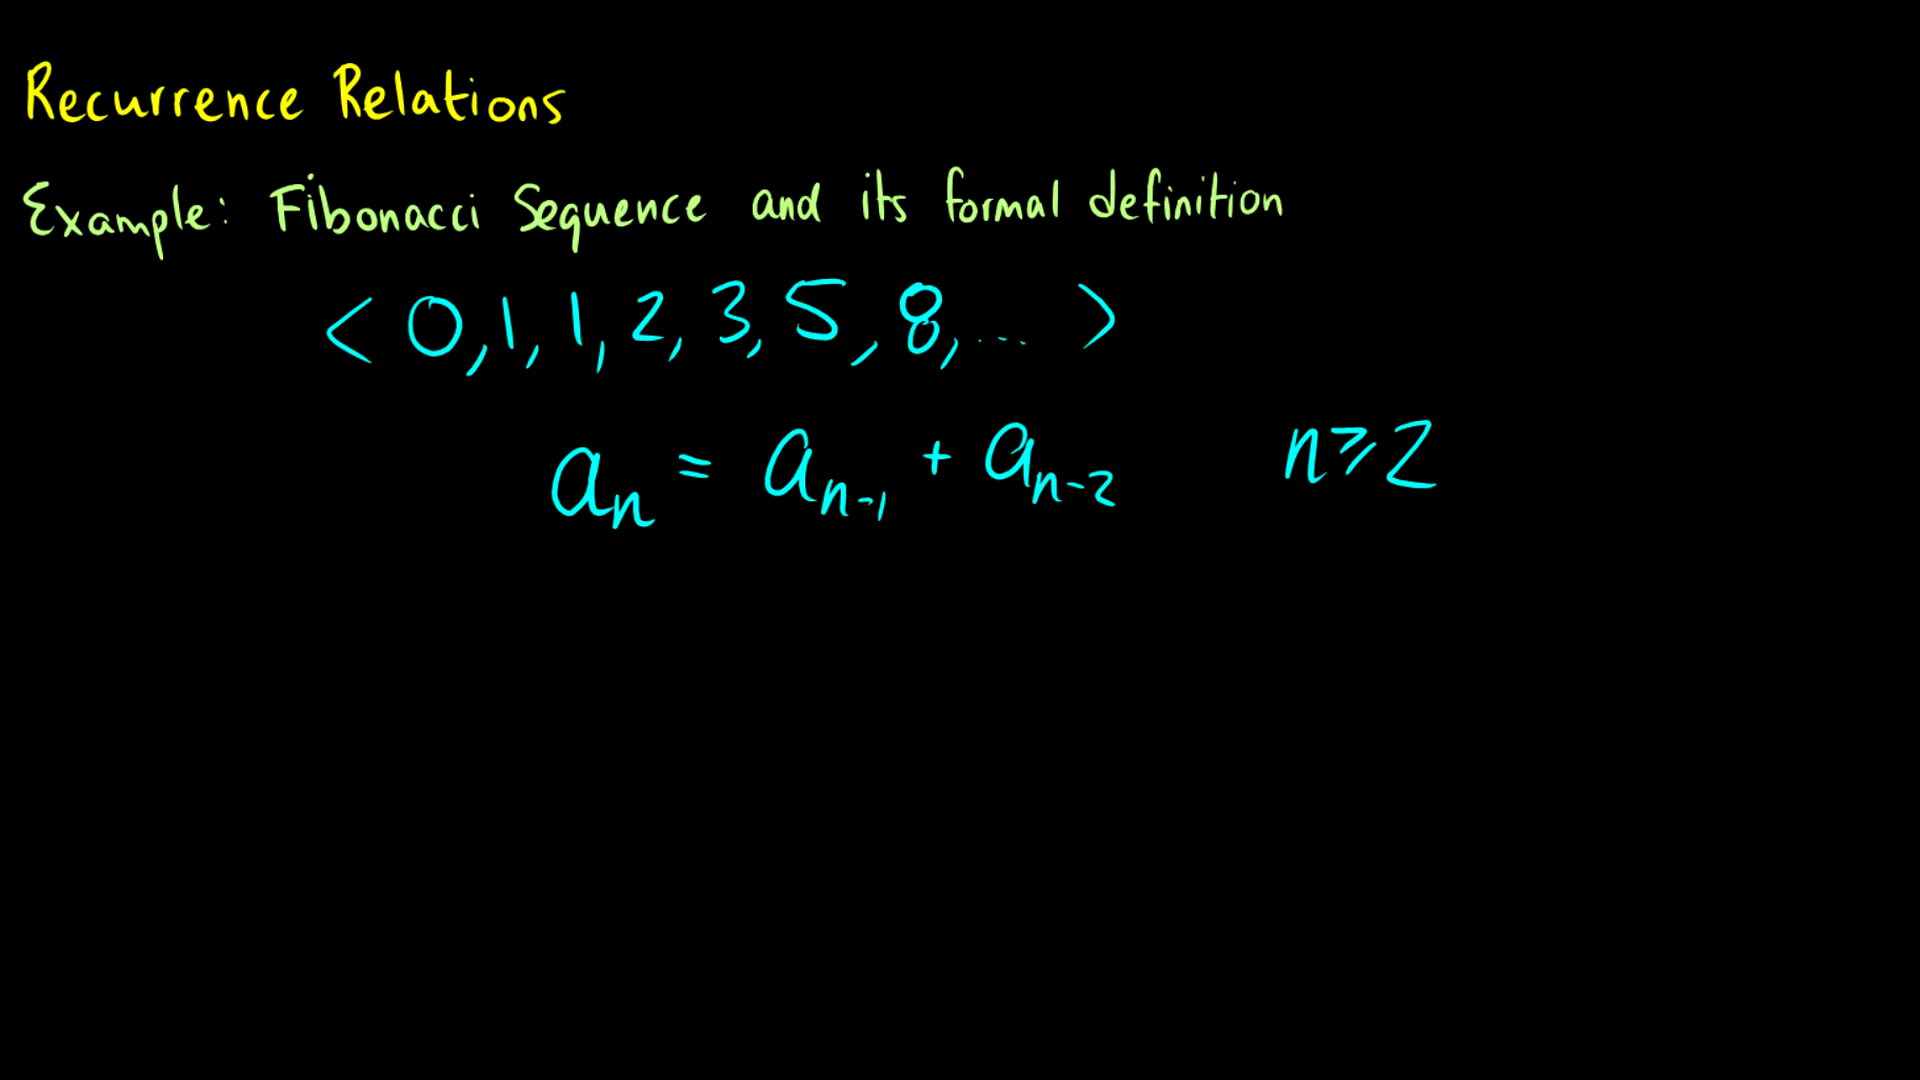 Recurrence Relations
Example: Fibonacci Sequence and its formal definition
< 0, 1, 1, 2, 3, 5, 8, ... >
aₙ = aₙ₋₁ + aₙ₋₂ n ⩾ 2